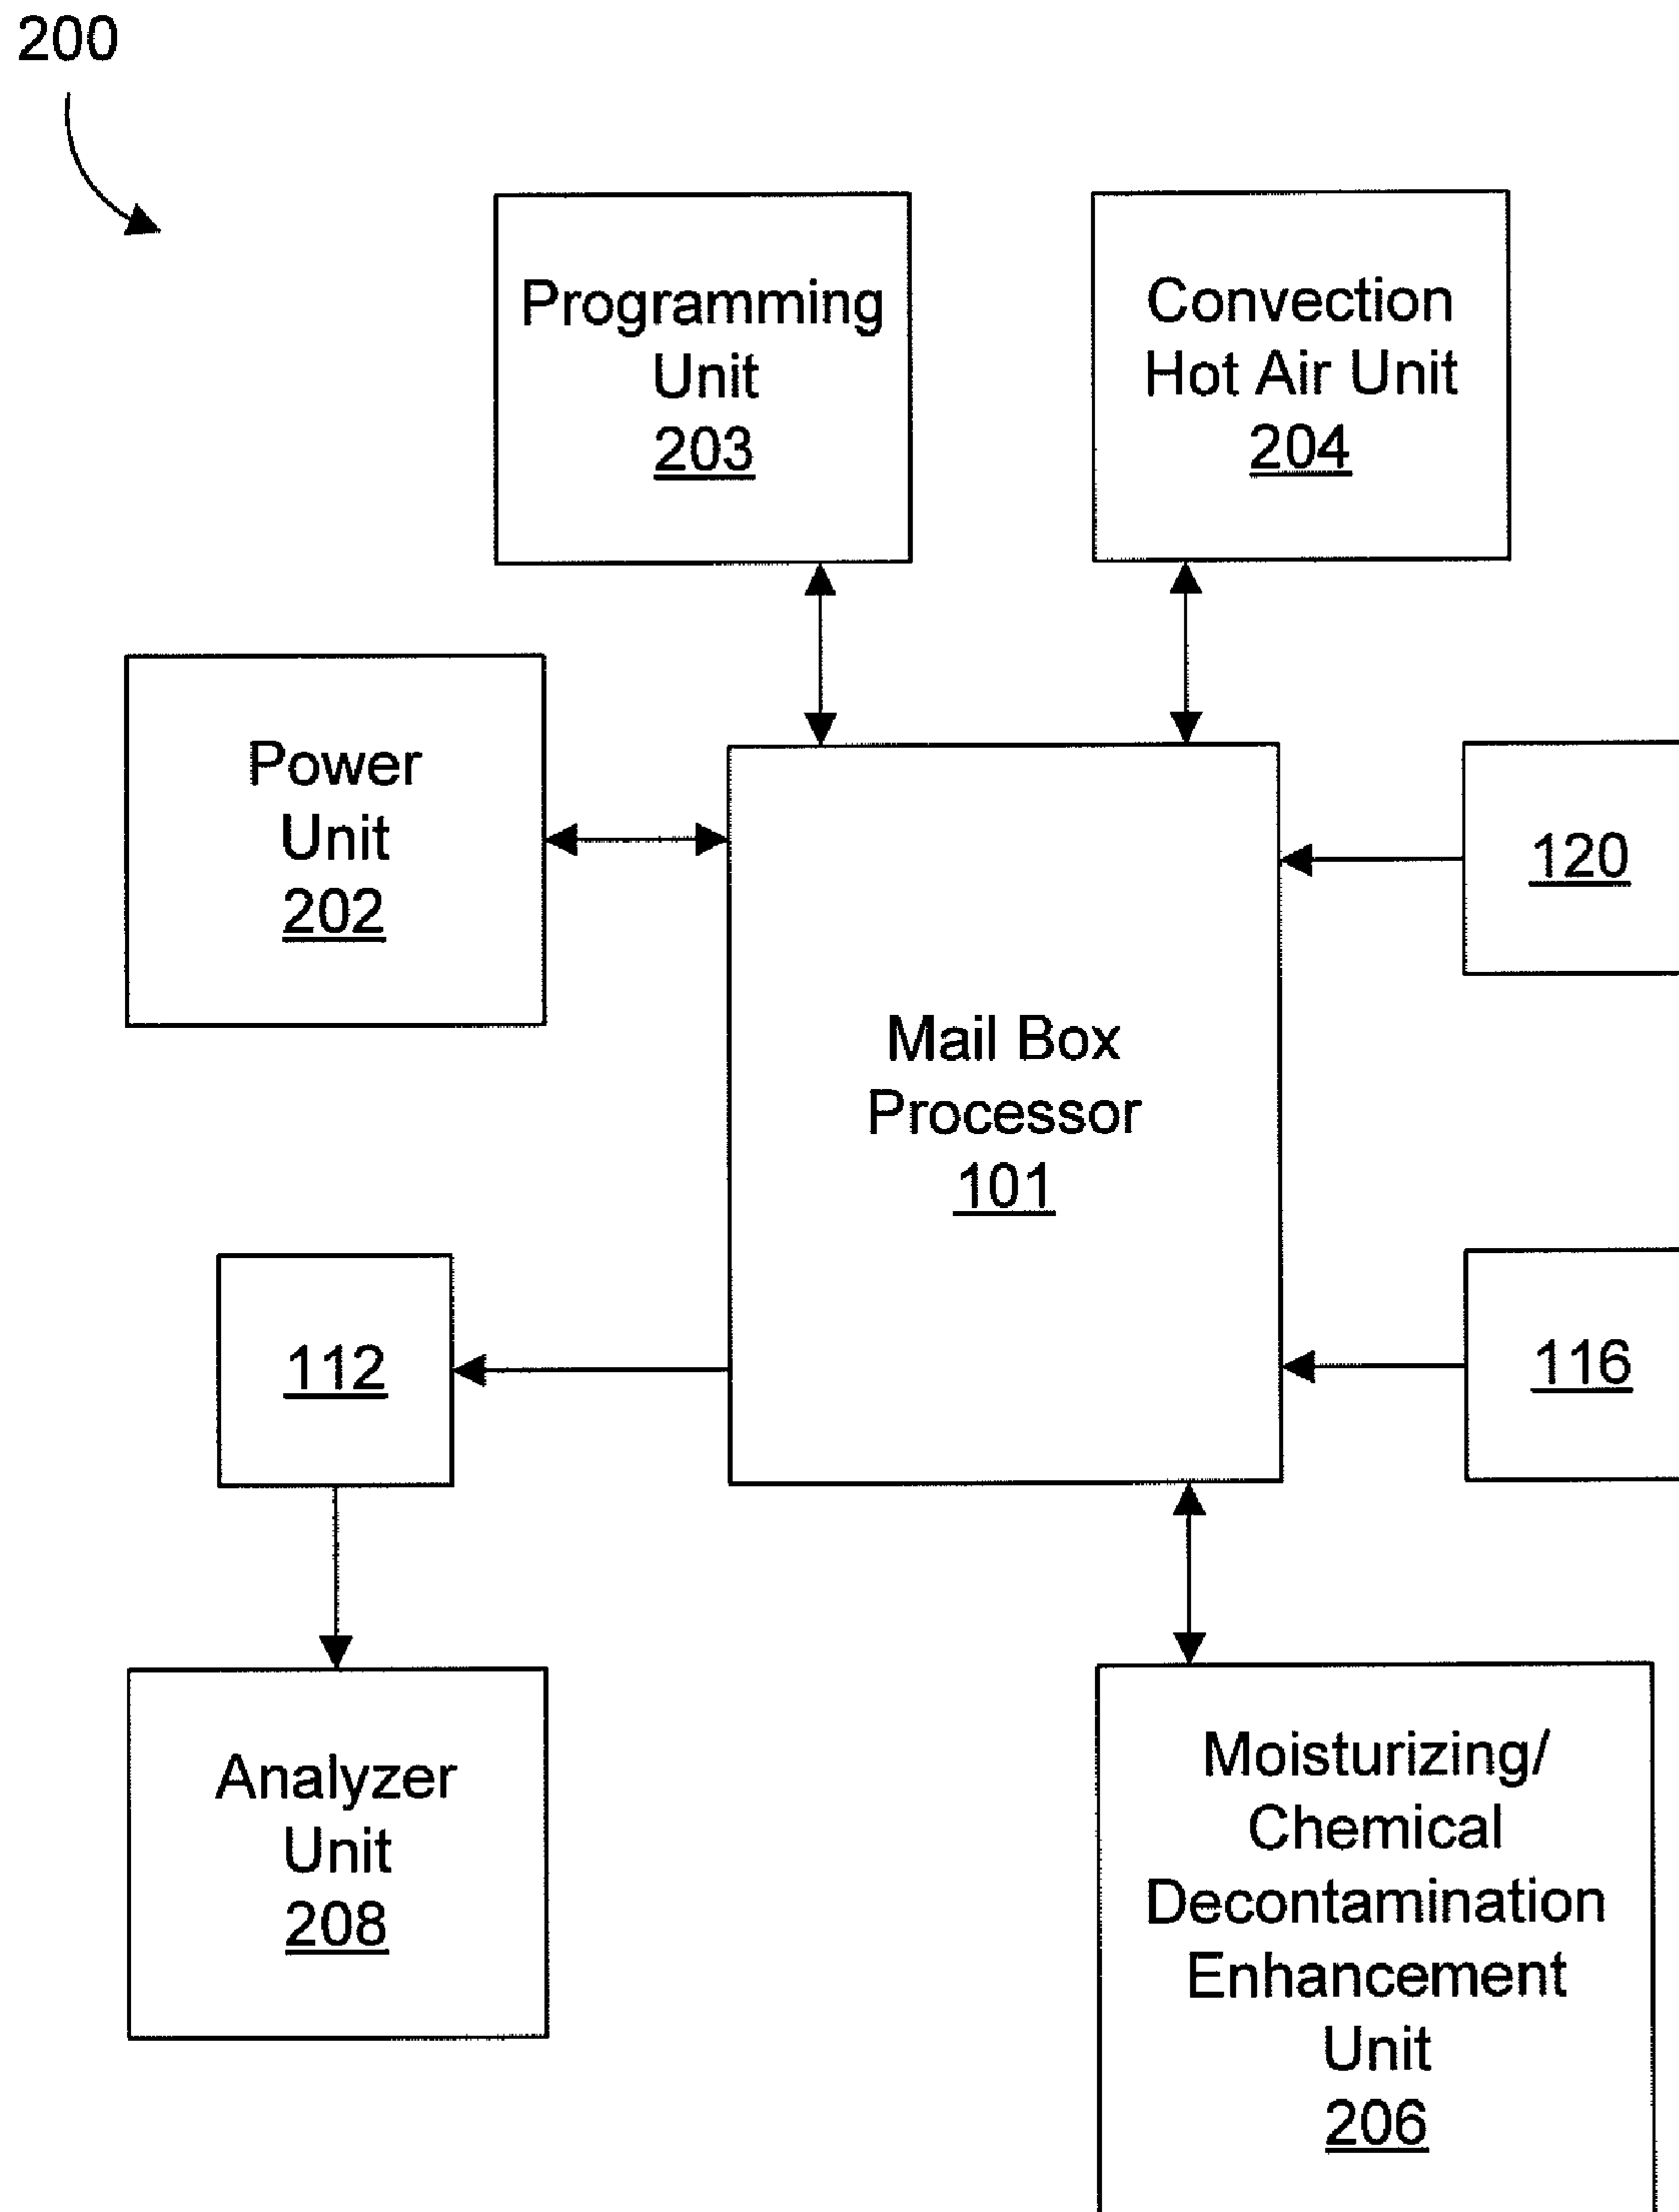 200
Programming
Unit
203
Convection
Hot Air Unit
204
Power
Unit
202
120
Mail Box
Processor
101
112
116
Analyzer
Unit
208
Moisturizing/
Chemical
Decontamination
Enhancement
Unit
206